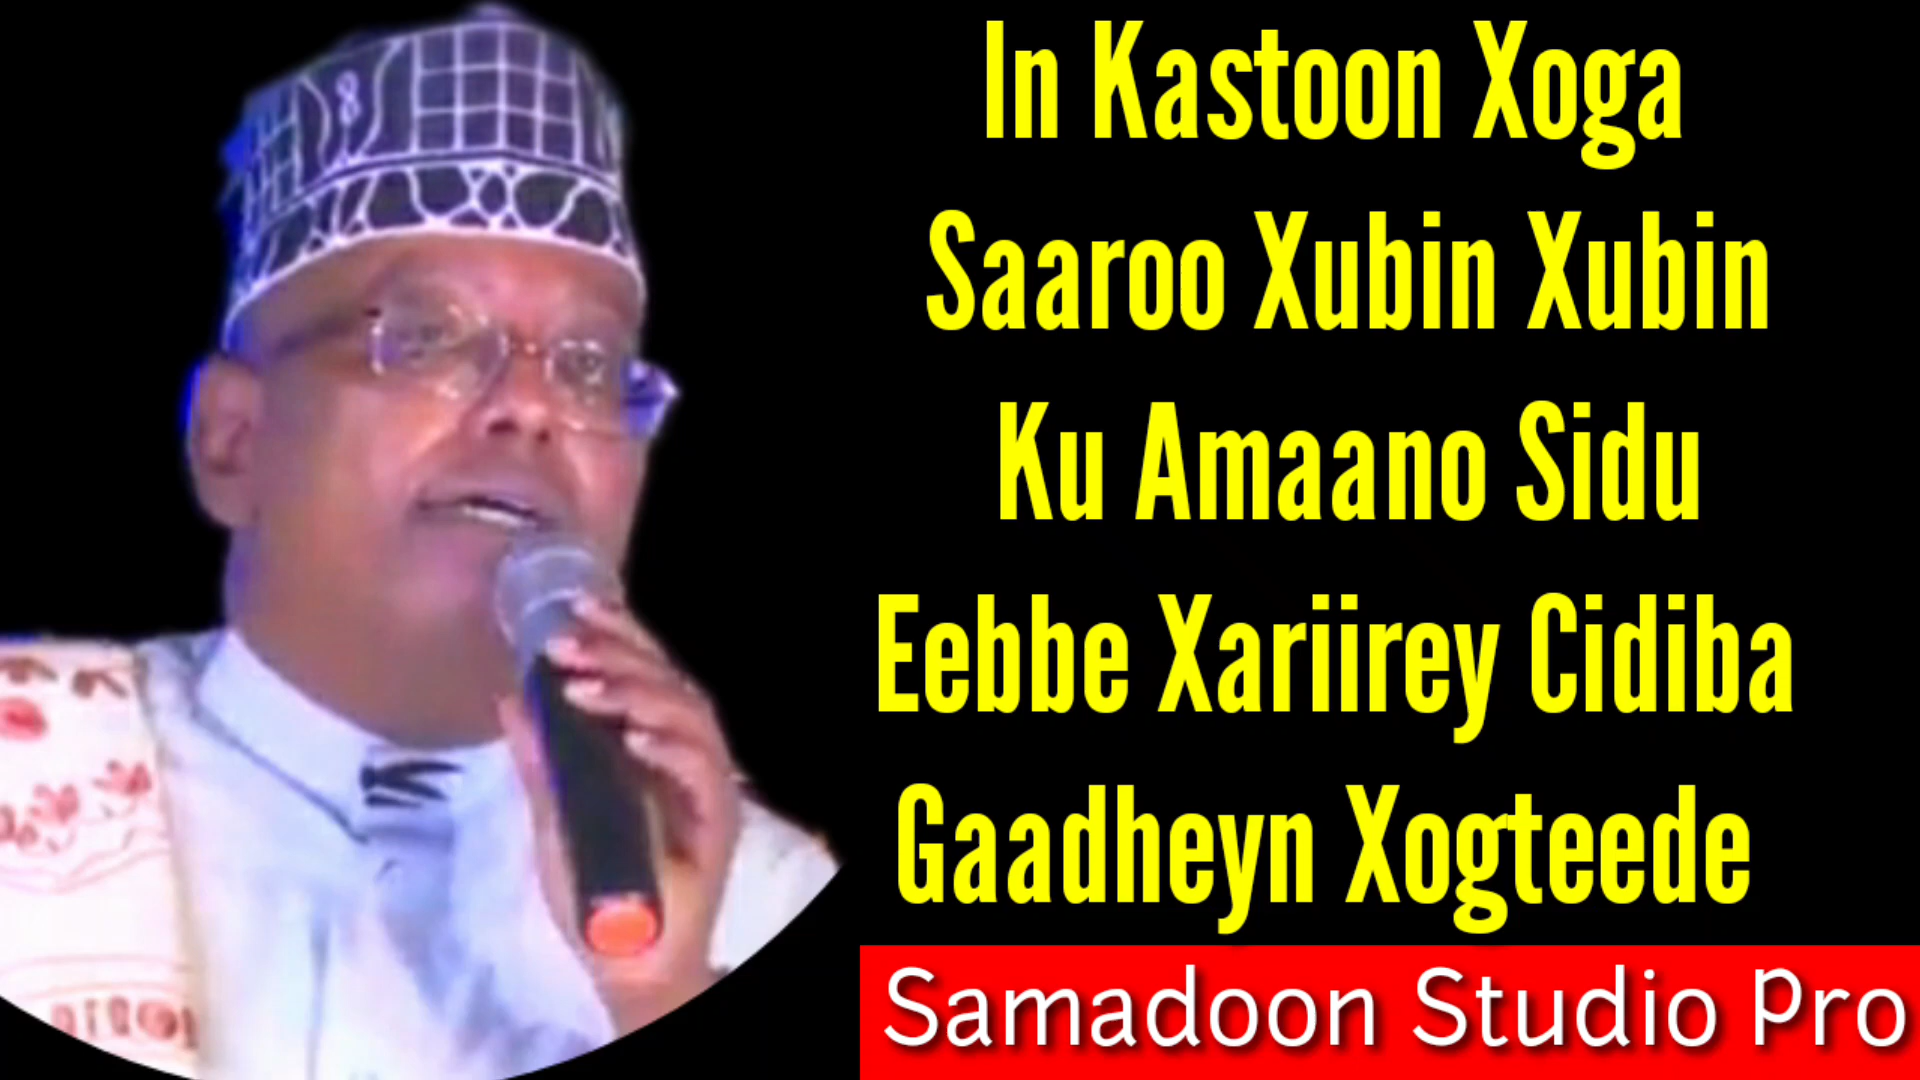 In Kastoon Xoga
Saaroo Xubin Xubin
Ku Amaano Sidu
Eebbe Xariirey Cidiba
Gaadheyn Xogteede
Samadoon Studio Pro